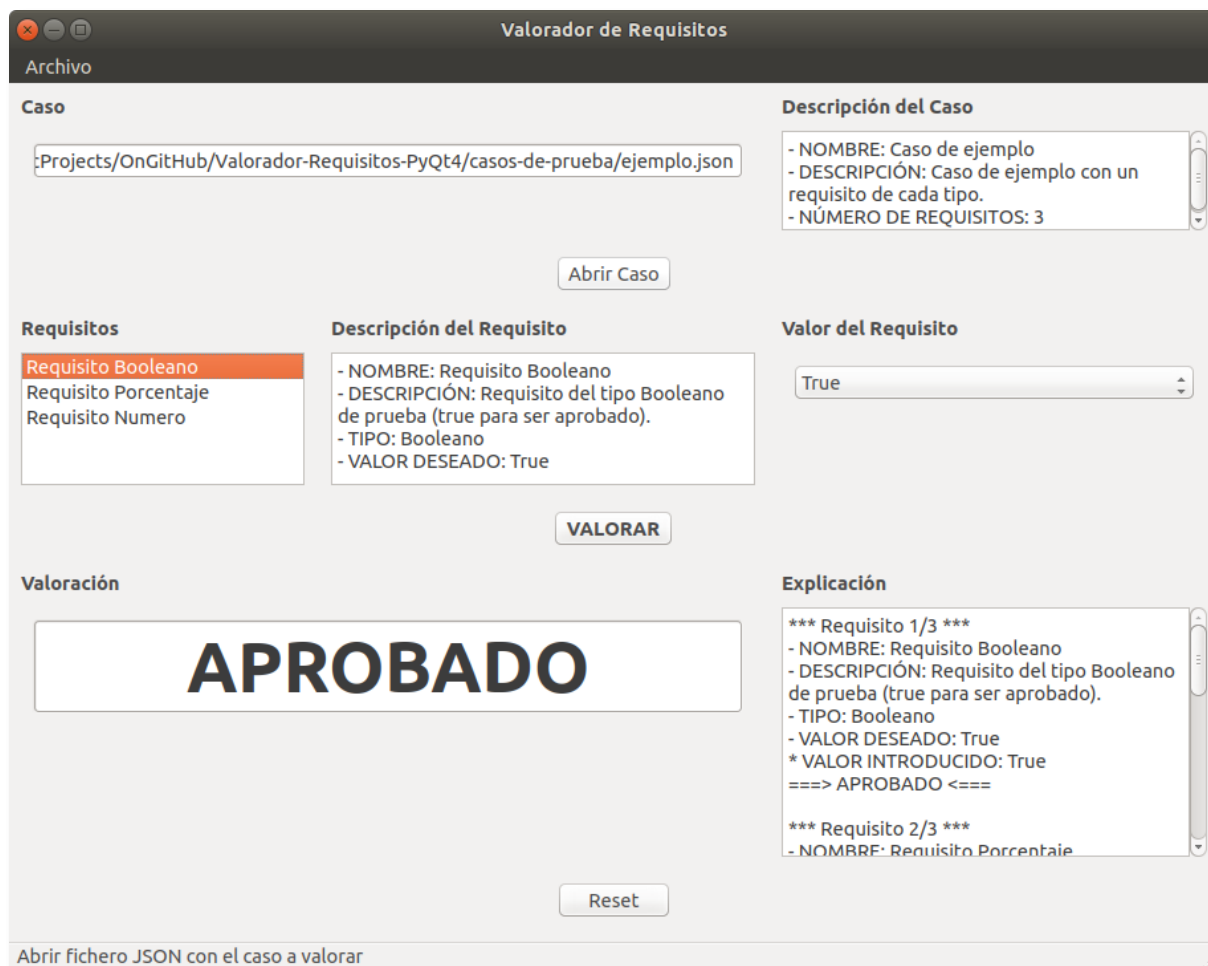 Valorador de Requisitos
Archivo
Caso
Descripción del Caso
:Projects/OnGitHub/Valorador-Requisitos-PyQt4/casos-de-prueba/ejemplo.json
- NOMBRE: Caso de ejemplo
- DESCRIPCIÓN: Caso de ejemplo con un
requisito de cada tipo.
- NÚMERO DE REQUISITOS: 3
Abrir Caso
Requisitos
Descripción del Requisito
Valor del Requisito
Requisito Booleano
Requisito Porcentaje
Requisito Numero
- NOMBRE: Requisito Booleano
- DESCRIPCIÓN: Requisito del tipo Booleano
de prueba (true para ser aprobado).
- TIPO: Booleano
- VALOR DESEADO: True
True
VALORAR
Valoración
Explicación
APROBADO
*** Requisito 1/3 ***
- NOMBRE: Requisito Booleano
- DESCRIPCIÓN: Requisito del tipo Booleano
de prueba (true para ser aprobado).
- TIPO: Booleano
- VALOR DESEADO: True
* VALOR INTRODUCIDO: True
===> APROBADO <===
*** Requisito 2/3 ***
- NOMBRE: Requisito Porcentaje
Reset
Abrir fichero JSON con el caso a valorar